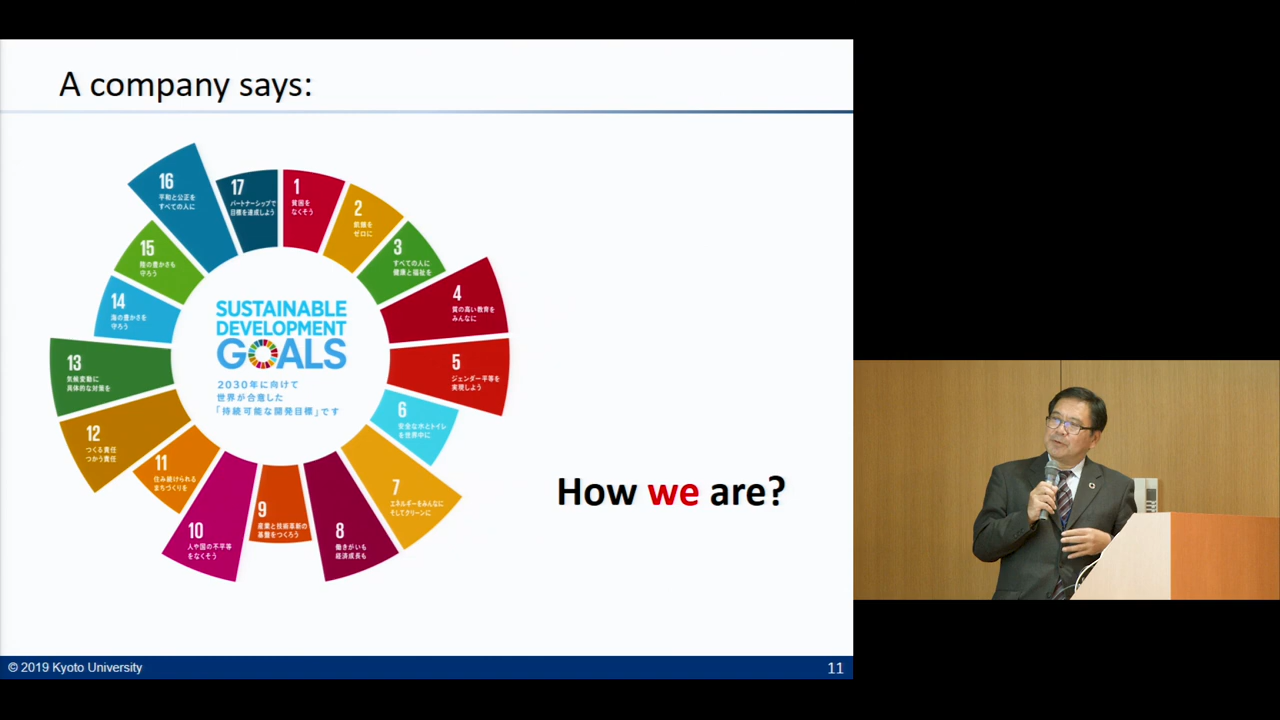 A company says:
1
貧困を
なくそう
2
飢餓を
ゼロに
3
すべての人に
健康と福祉を
4
質の高い教育を
みんなに
5
ジェンダー平等を
実現しよう
6
安全な水とトイレ
を世界中に
7
エネルギーをみんなに
そしてクリーンに
8
働きがいも
経済成長も
9
産業と技術革新の
基盤をつくろう
10
人や国の不平等
をなくそう
11
住み続けられる
まちづくりを
12
つくる責任
つかう責任
13
気候変動に
具体的な対策を
14
海の豊かさを
守ろう
15
陸の豊かさも
守ろう
16
平和と公正を
すべての人に
17
パートナーシップで
目標を達成しよう
SUSTAINABLE
DEVELOPMENT
GOALS
2030年に向けて
世界が合意した
「持続可能な開発目標」です
How we are?
© 2019 Kyoto University
11